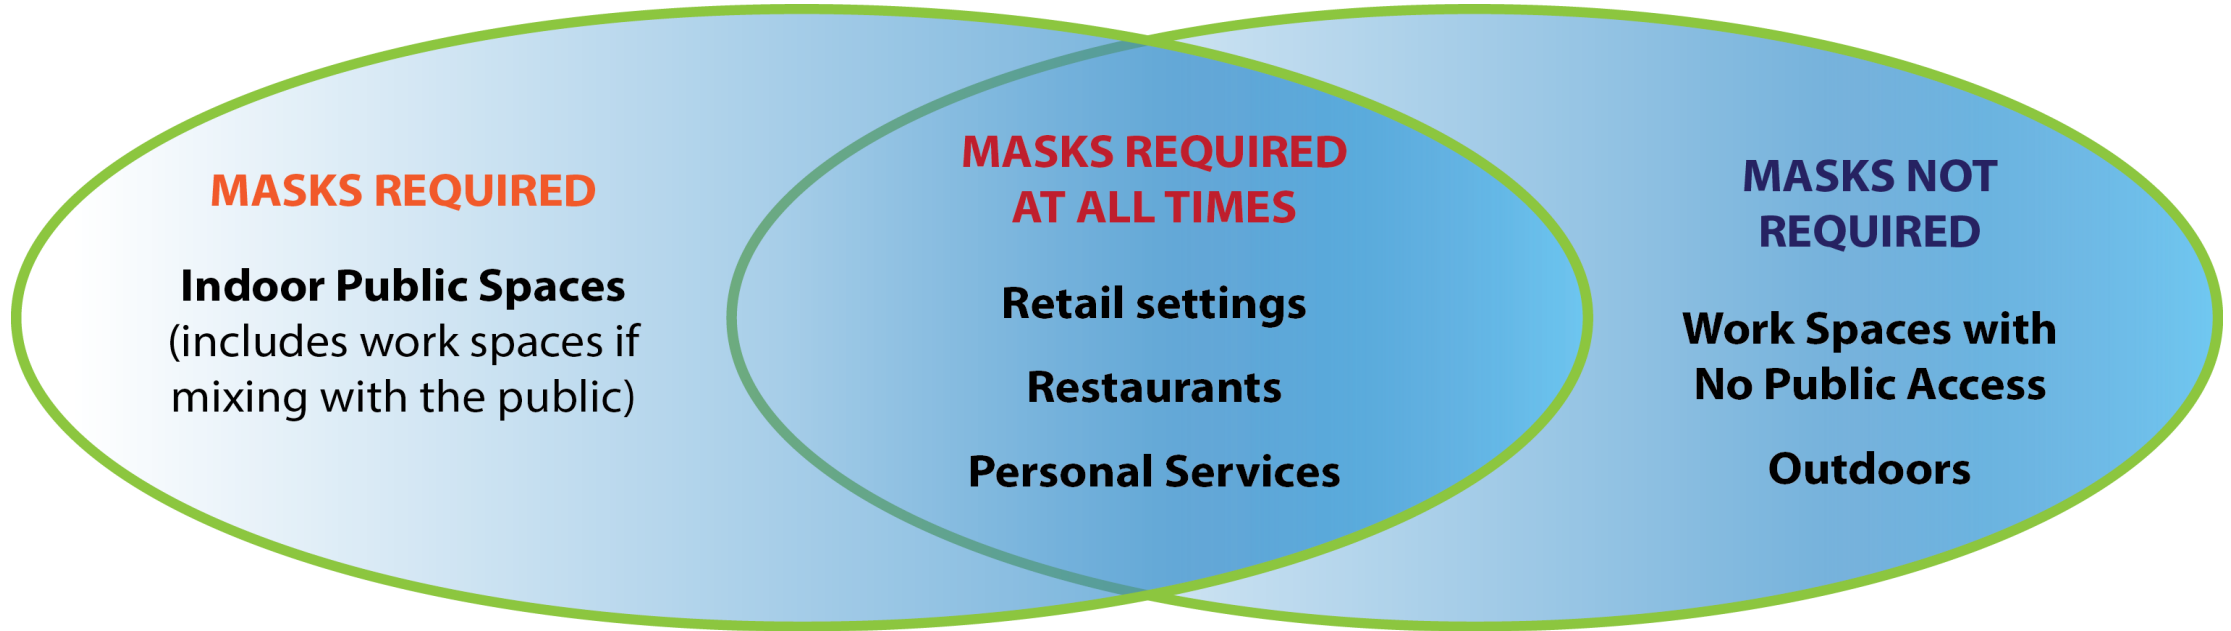 MASKS REQUIRED
Indoor Public Spaces
(includes work spaces if
mixing with the public)
MASKS REQUIRED
AT ALL TIMES
Retail settings
Restaurants
Personal Services
MASKS NOT
REQUIRED
Work Spaces with
No Public Access
Outdoors